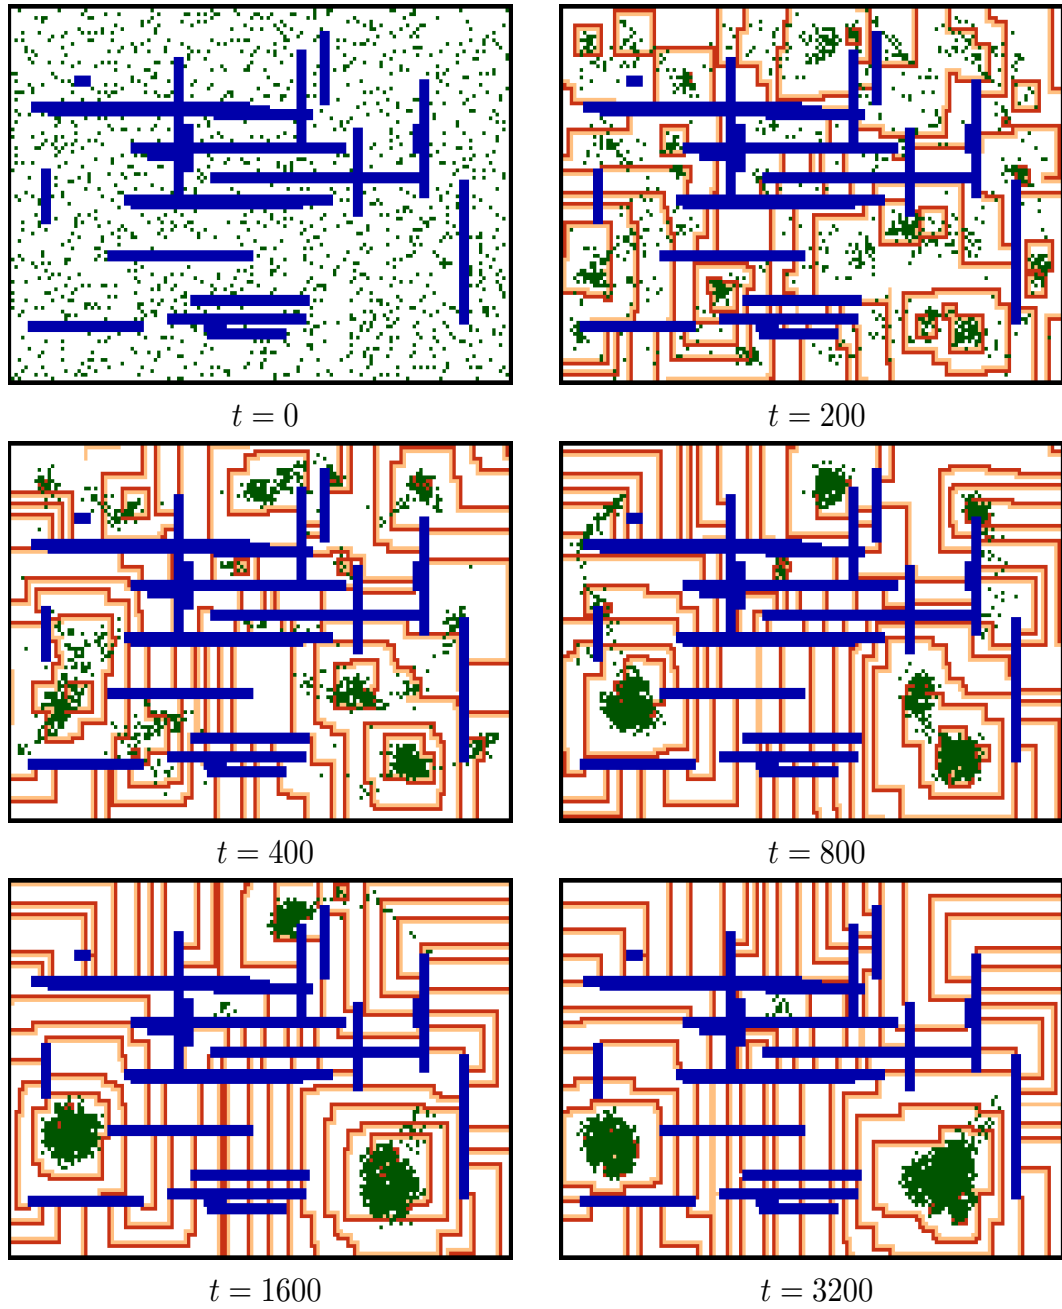 t = 0
t = 200
t = 400
t = 800
t = 1600
t = 3200